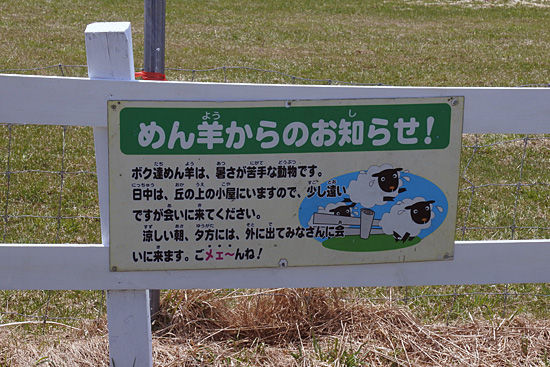 めん羊からのお知らせ!
ボク達めん羊は、暑さが苦手な動物です。
日中は、丘の上の小屋にいますので、少し遠い
ですが会いに来てください。
涼しい朝、夕方には、外に出てみなさんに会
いに来ます。ごメェ〜んね!